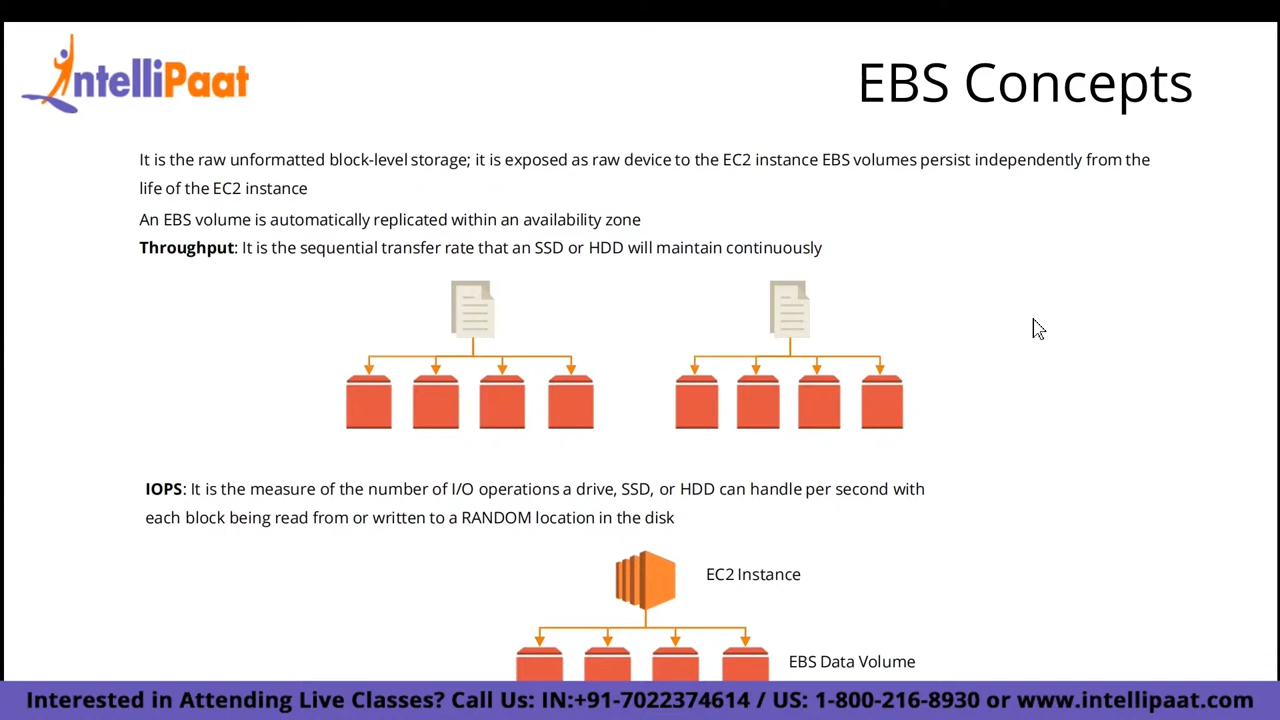 IntelliPaat
EBS Concepts
It is the raw unformatted block-level storage; it is exposed as raw device to the EC2 instance EBS volumes persist independently from the
life of the EC2 instance
An EBS volume is automatically replicated within an availability zone
Throughput: It is the sequential transfer rate that an SSD or HDD will maintain continuously
IOPS: It is the measure of the number of I/O operations a drive, SSD, or HDD can handle per second with
each block being read from or written to a RANDOM location in the disk
EC2 Instance
EBS Data Volume
Interested in Attending Live Classes? Call Us: IN:+91-7022374614 / US: 1-800-216-8930 or www.intellipaat.com